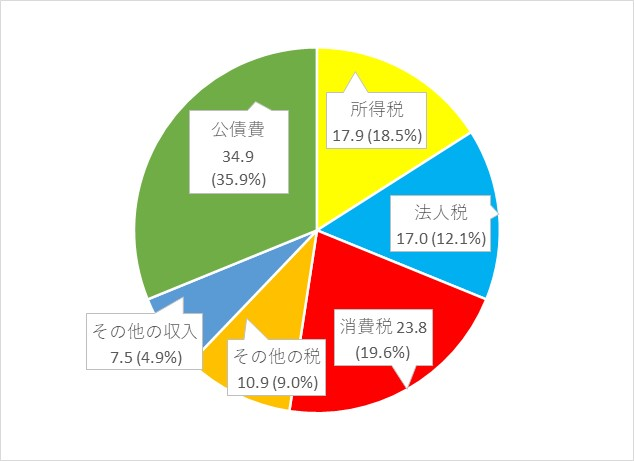 所得税
17.9 (18.5%)
法人税
17.0 (12.1%)
消費税 23.8
(19.6%)
その他の税
10.9 (9.0%)
その他の収入
7.5 (4.9%)
公債費
34.9
(35.9%)